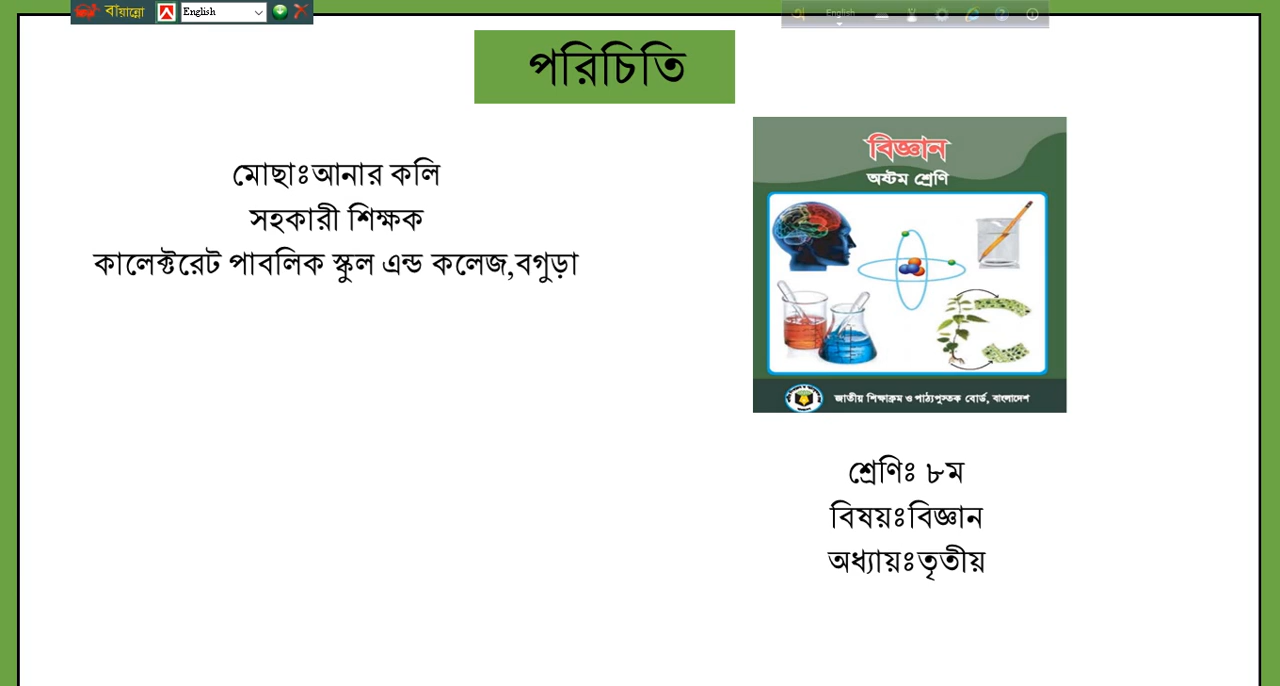 বাঁয়ান্নো English
English
পরিচিতি
মোছাঃআনার কলি
সহকারী শিক্ষক
কালেক্টরেট পাবলিক স্কুল এন্ড কলেজ,বগুড়া
বিজ্ঞান
অষ্টম শ্রেণি
জাতীয় শিক্ষাক্রম ও পাঠ্যপুস্তক বোর্ড, বাংলাদেশ
শ্রেণিঃ ৮ম
বিষয়ঃবিজ্ঞান
অধ্যায়ঃতৃতীয়